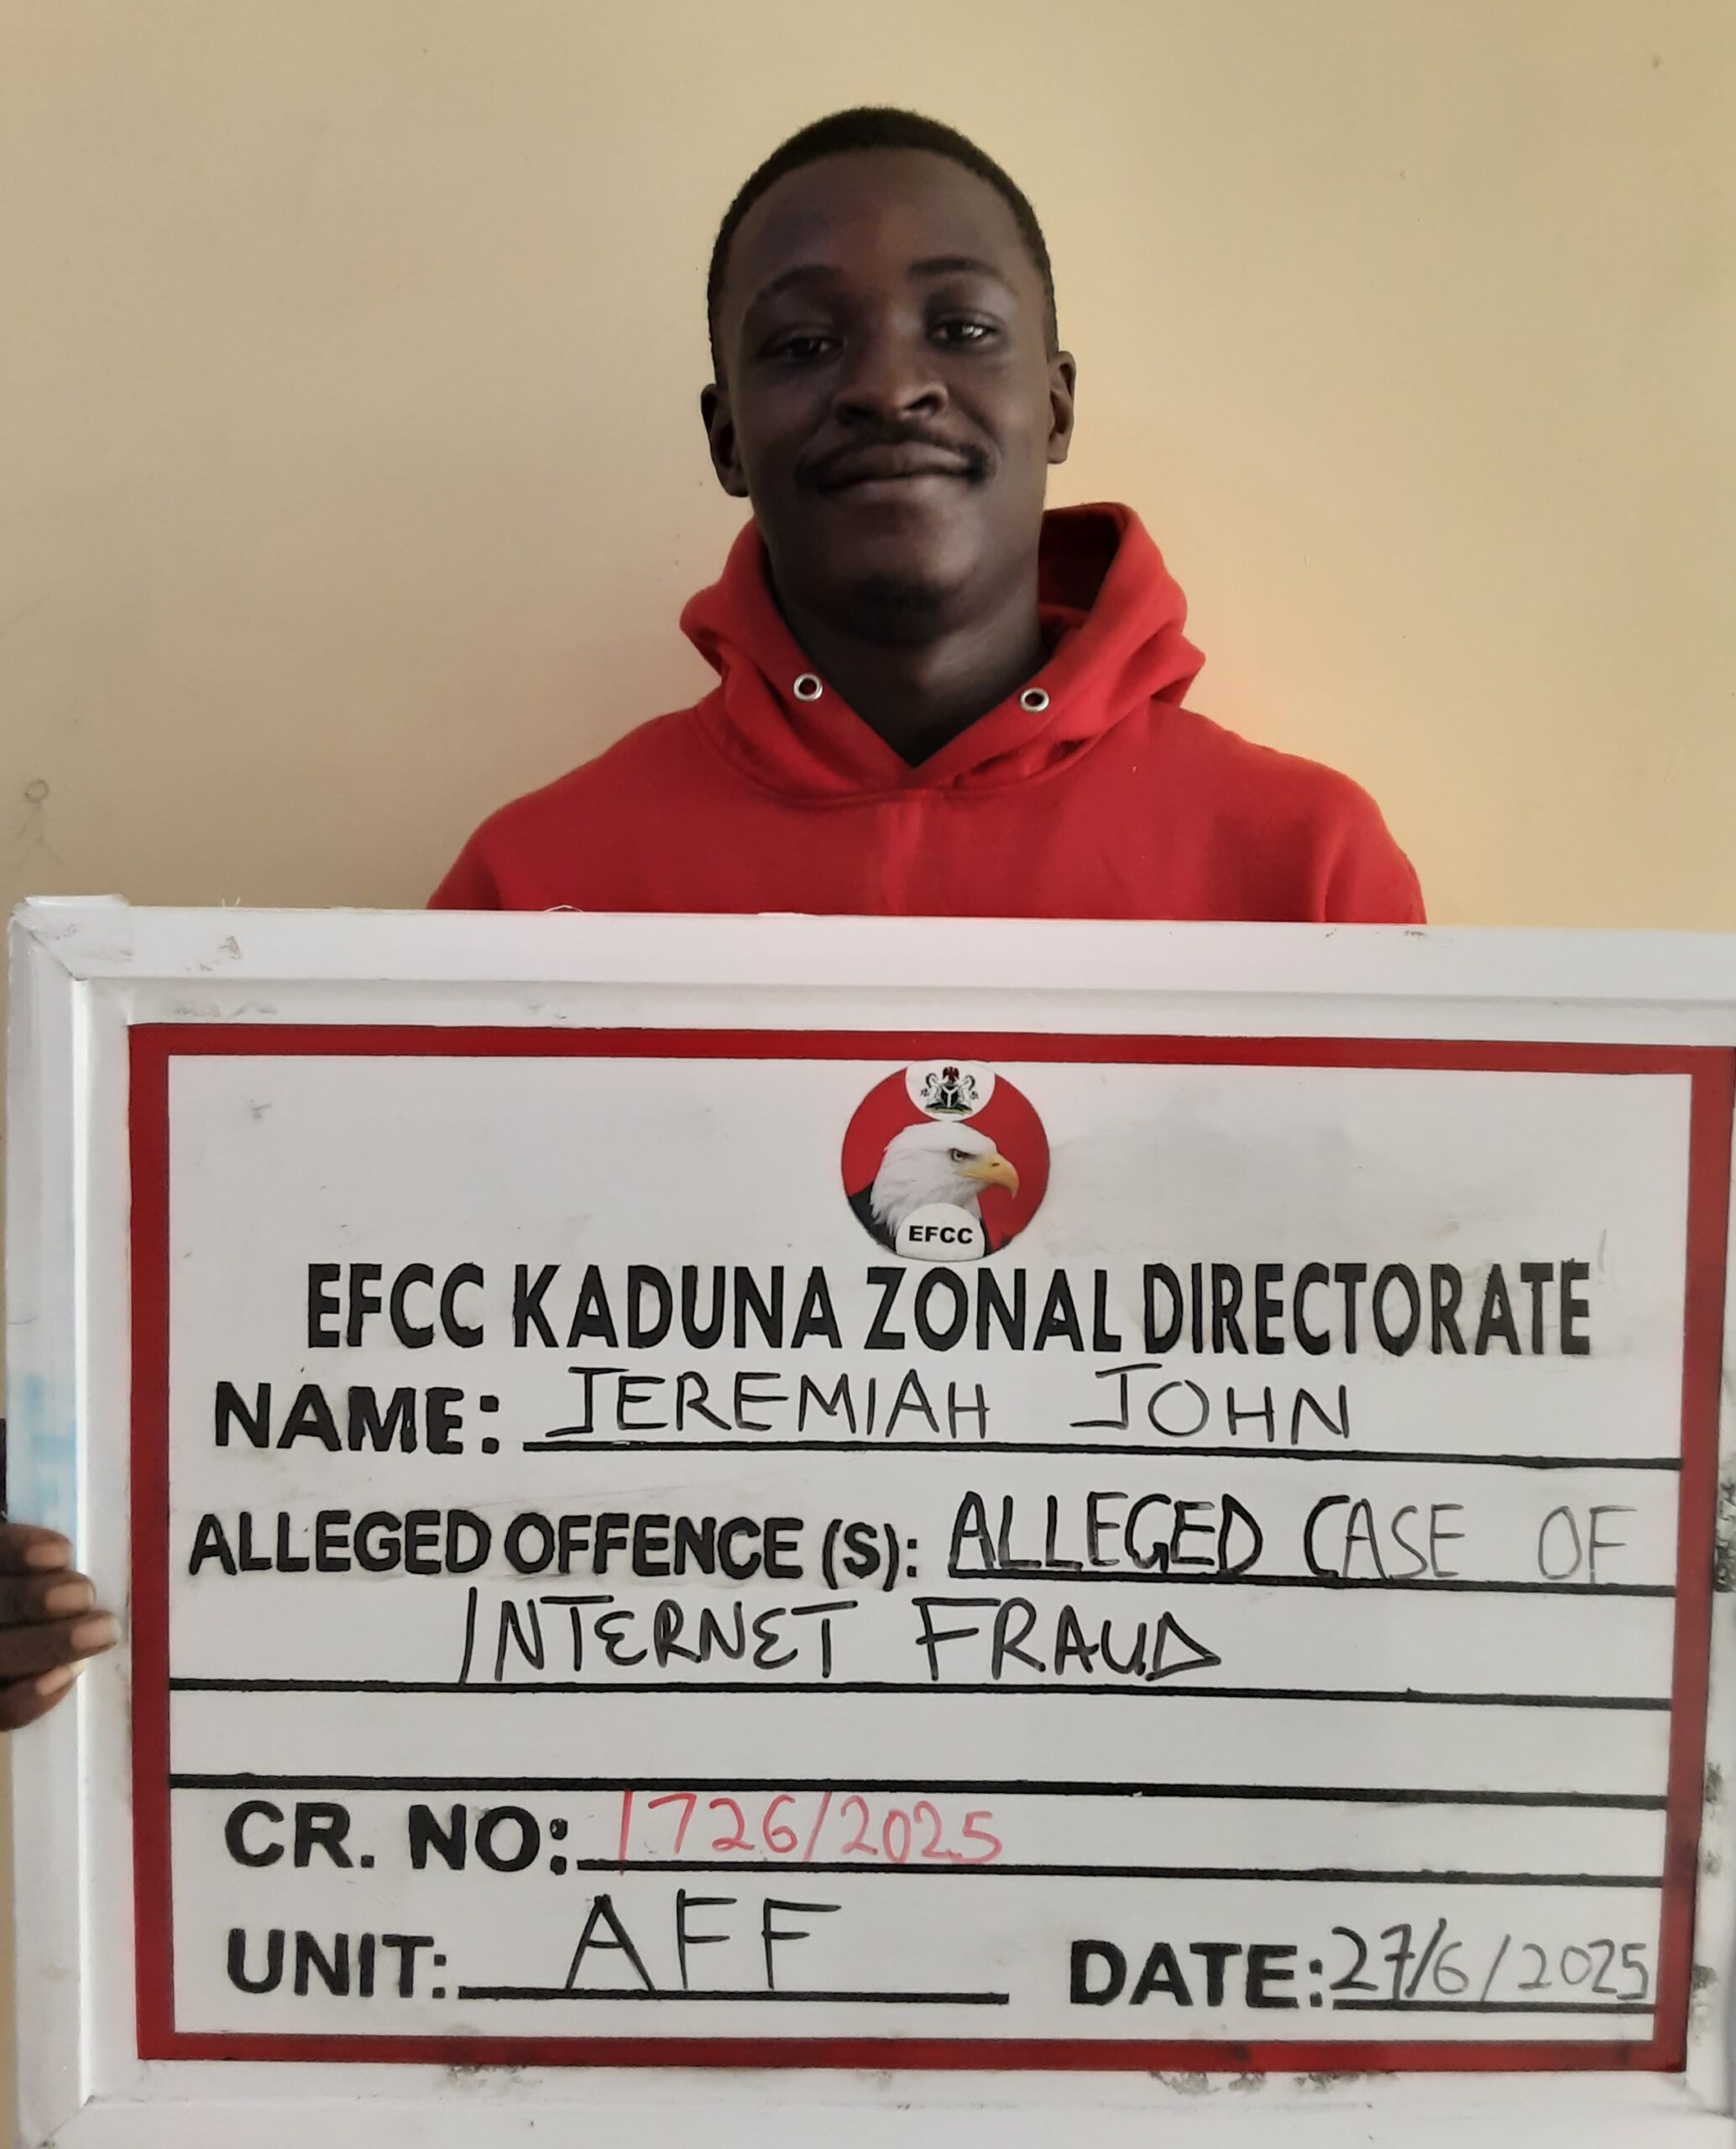 EFCC
EFCC KADUNA ZONAL DIRECTORATE
NAME: JEREMIAH JOHN
ALLEGED OFFENCE (S): ALLEGED CASE OF
INTERNET FRAUD
CR. NO: 1726/2025
UNIT: AFF DATE: 27/6/2025